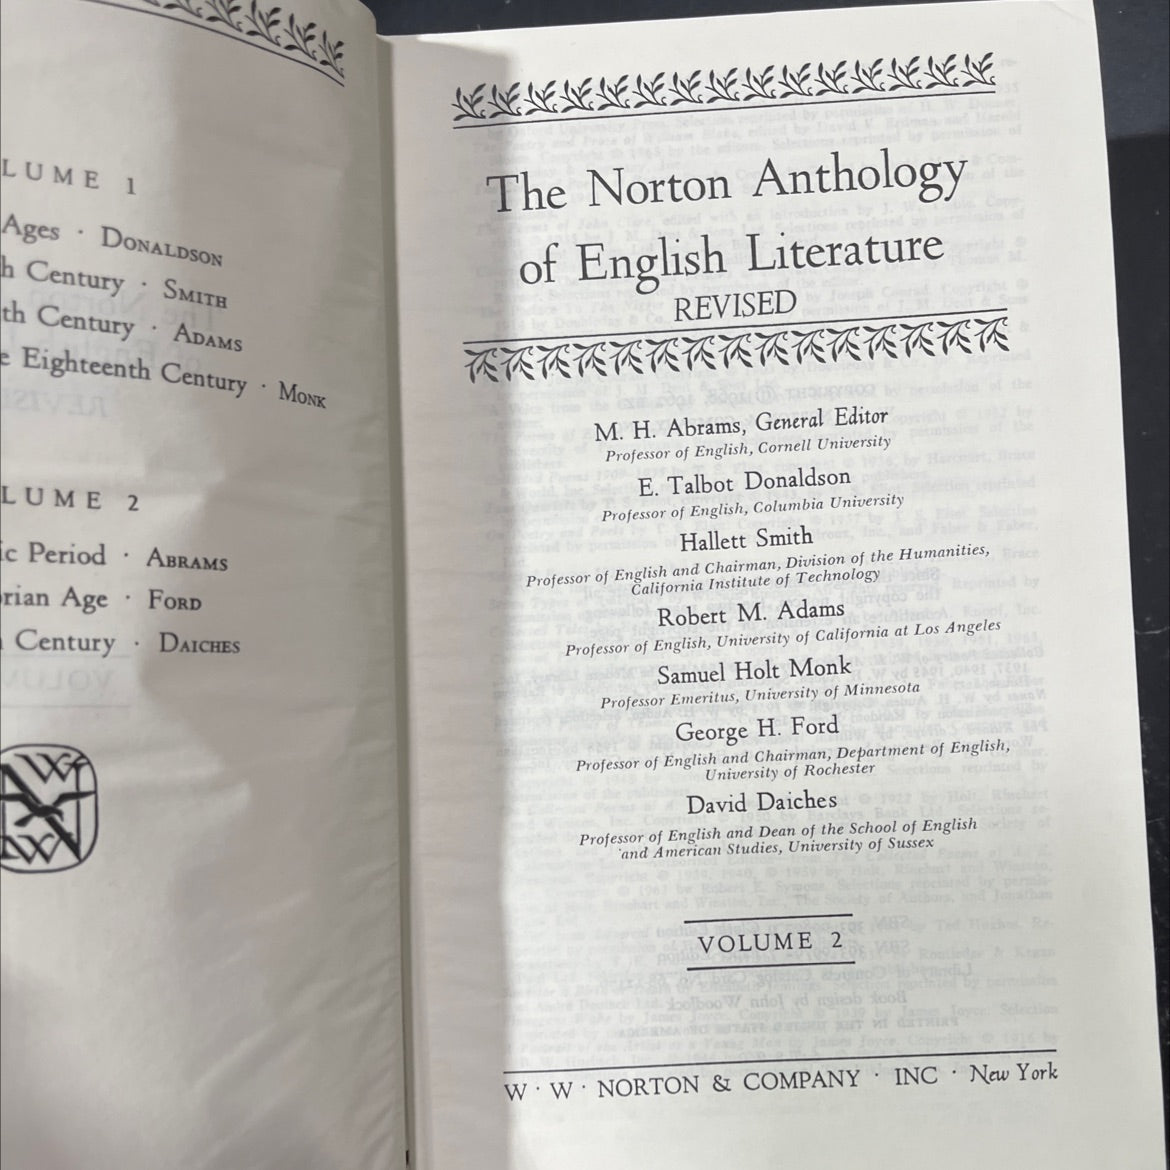 LUME 1
Ages · DONALDSON
h Century · SMITH
th Century · ADAMS
e Eighteenth Century · MONK
LUME 2
ic Period · ABRAMS
rian Age · FORD
Century · DAICHES
The Norton Anthology
of English Literature
REVISED
M. H. Abrams, General Editor
Professor of English, Cornell University
E. Talbot Donaldson
Professor of English, Columbia University
Hallett Smith
Professor of English and Chairman, Division of the Humanities,
California Institute of Technology
Robert M. Adams
Professor of English, University of California at Los Angeles
Samuel Holt Monk
Professor Emeritus, University of Minnesota
George H. Ford
Professor of English and Chairman, Department of English,
University of Rochester
David Daiches
Professor of English and Dean of the School of English
and American Studies, University of Sussex
VOLUME 2
W · W · NORTON & COMPANY · INC · New York